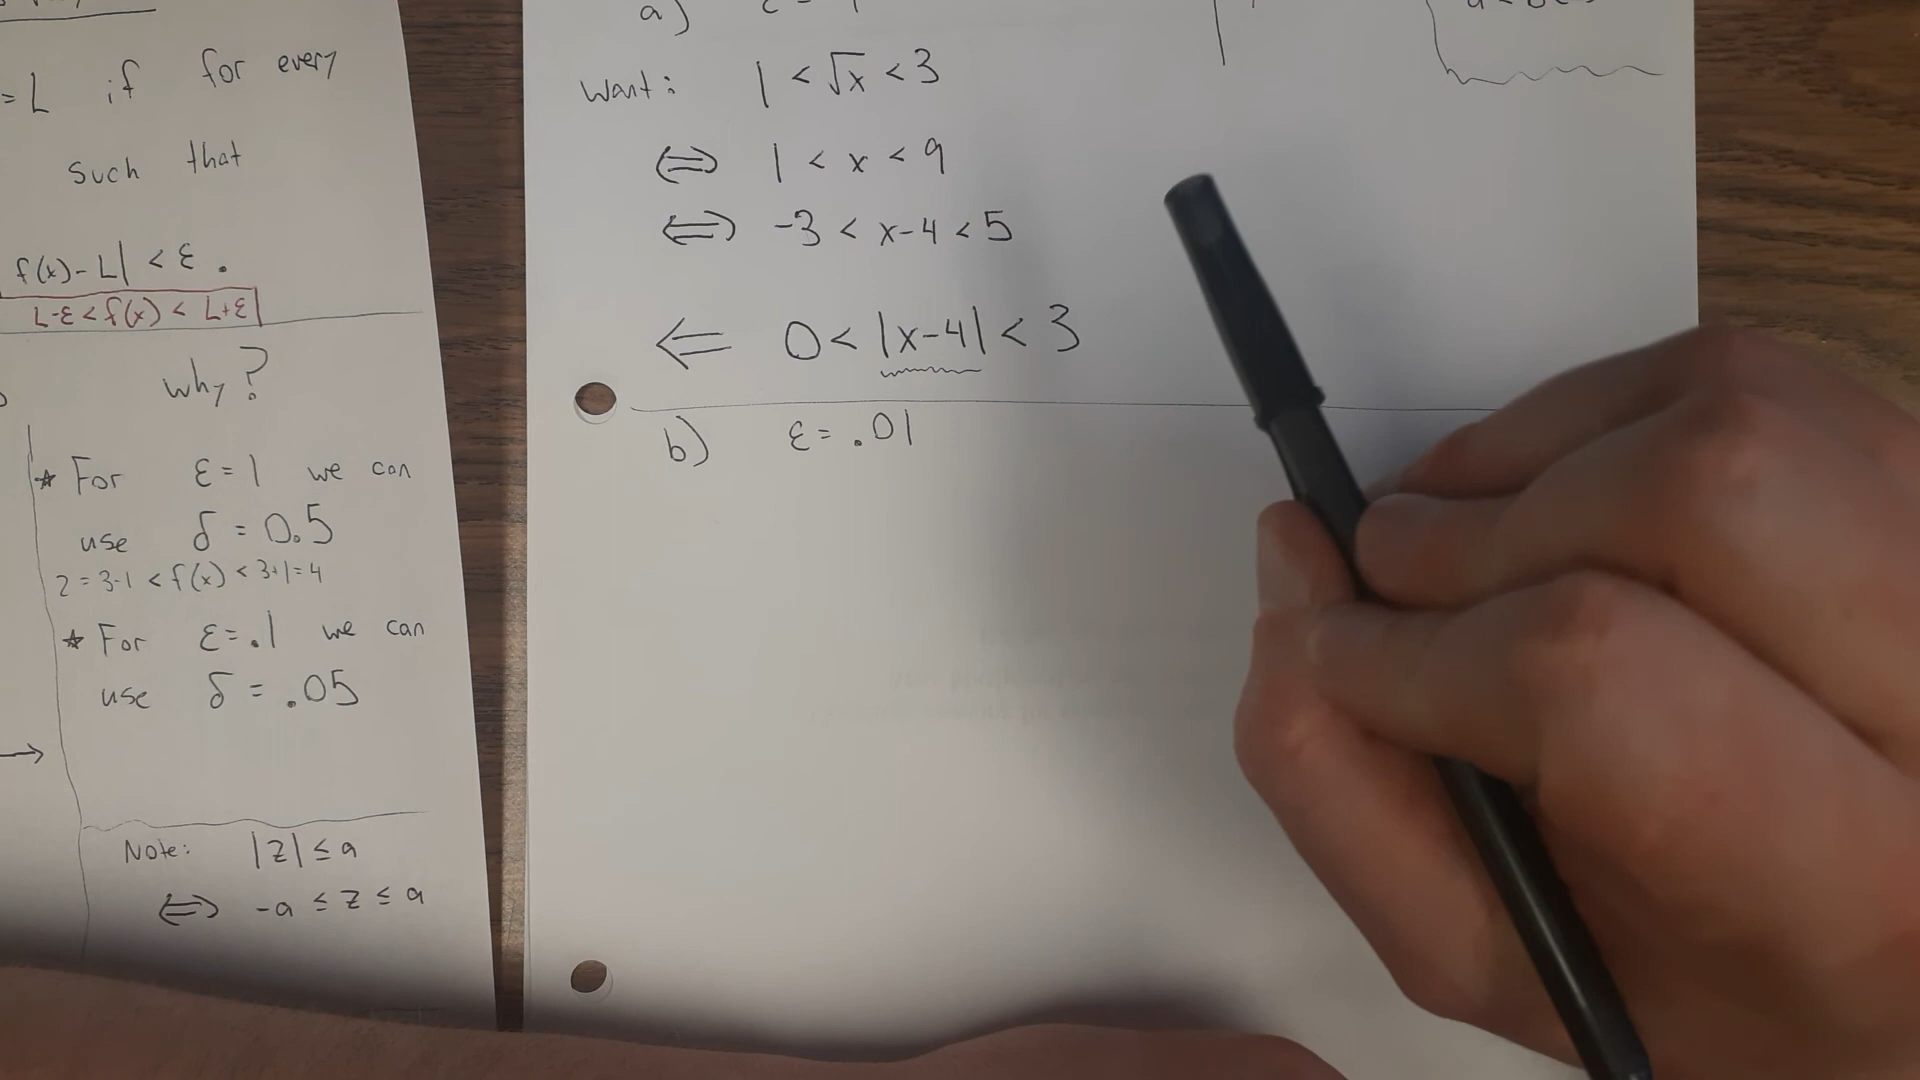 = L if for every
such that
f(x)-L| < ε.
L-ε < f(x) < L+ε
why?
* For ε = 1 we can
use δ = 0.5
2 = 3-1 < f(x) < 3+1 = 4
* For ε = .1 we can
use δ = .05
→
Note: |z| ≤ a
⟺ -a ≤ z ≤ a
a)
Want: 1 < √x < 3
⟺ 1 < x < 9
⟺ -3 < x-4 < 5
⟸ 0 < |x-4| < 3
b) ε = .01